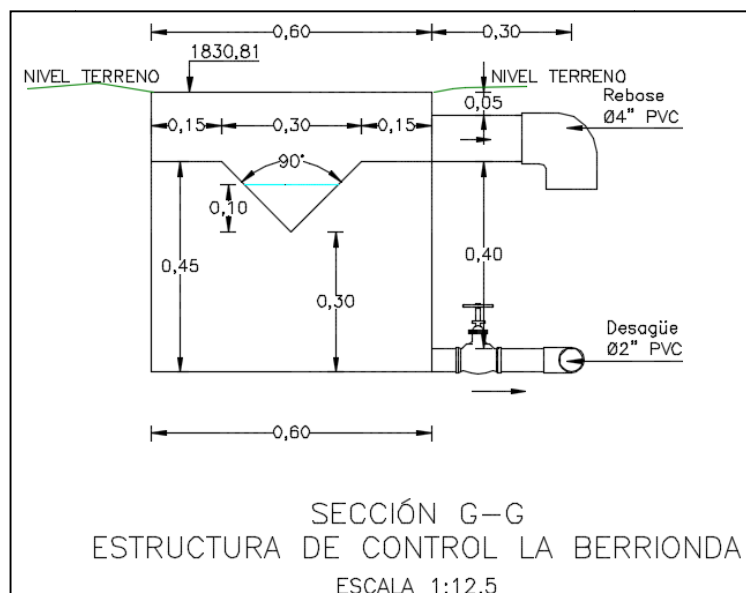 0,60
0,30
1830,81
NIVEL TERRENO
NIVEL TERRENO
0,05
Rebose
Ø4" PVC
0,15
0,30
0,15
90°
0,10
0,45
0,40
0,30
Desagüe
Ø2" PVC
0,60
SECCIÓN G-G
ESTRUCTURA DE CONTROL LA BERRIONDA
ESCALA 1:12.5